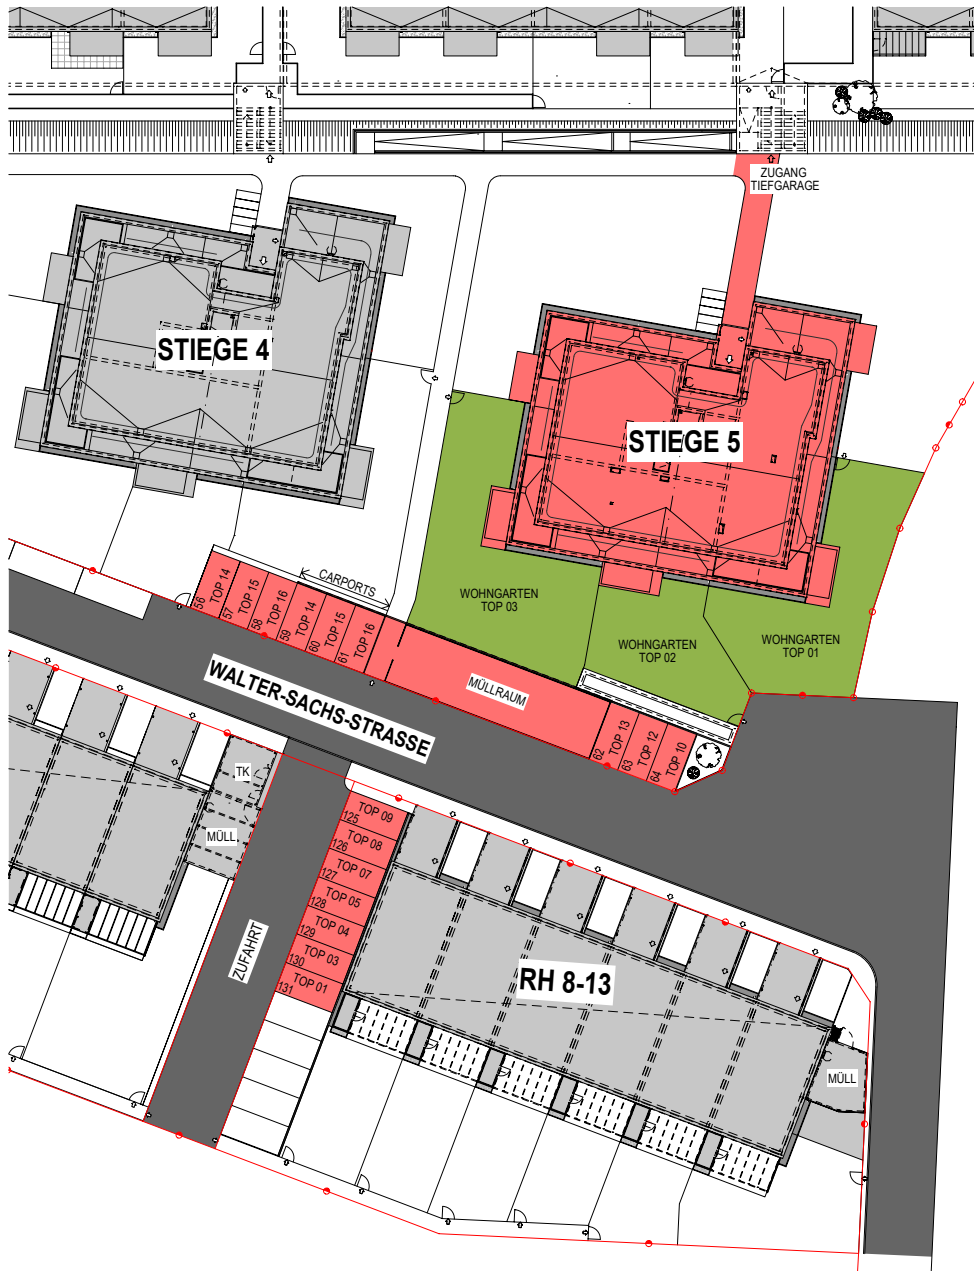 ZUGANG
TIEFGARAGE
STIEGE 4
STIEGE 5
CARPORTS
56 TOP 14
57 TOP 15
58 TOP 16
59 TOP 14
60 TOP 15
61 TOP 16
WOHNGARTEN
TOP 03
WOHNGARTEN
TOP 02
WOHNGARTEN
TOP 01
MÜLLRAUM
62 TOP 13
63 TOP 12
64 TOP 10
WALTER-SACHS-STRASSE
TK
MÜLL
125 TOP 09
126 TOP 08
127 TOP 07
128 TOP 05
129 TOP 04
130 TOP 03
131 TOP 01
ZUFAHRT
RH 8-13
MÜLL